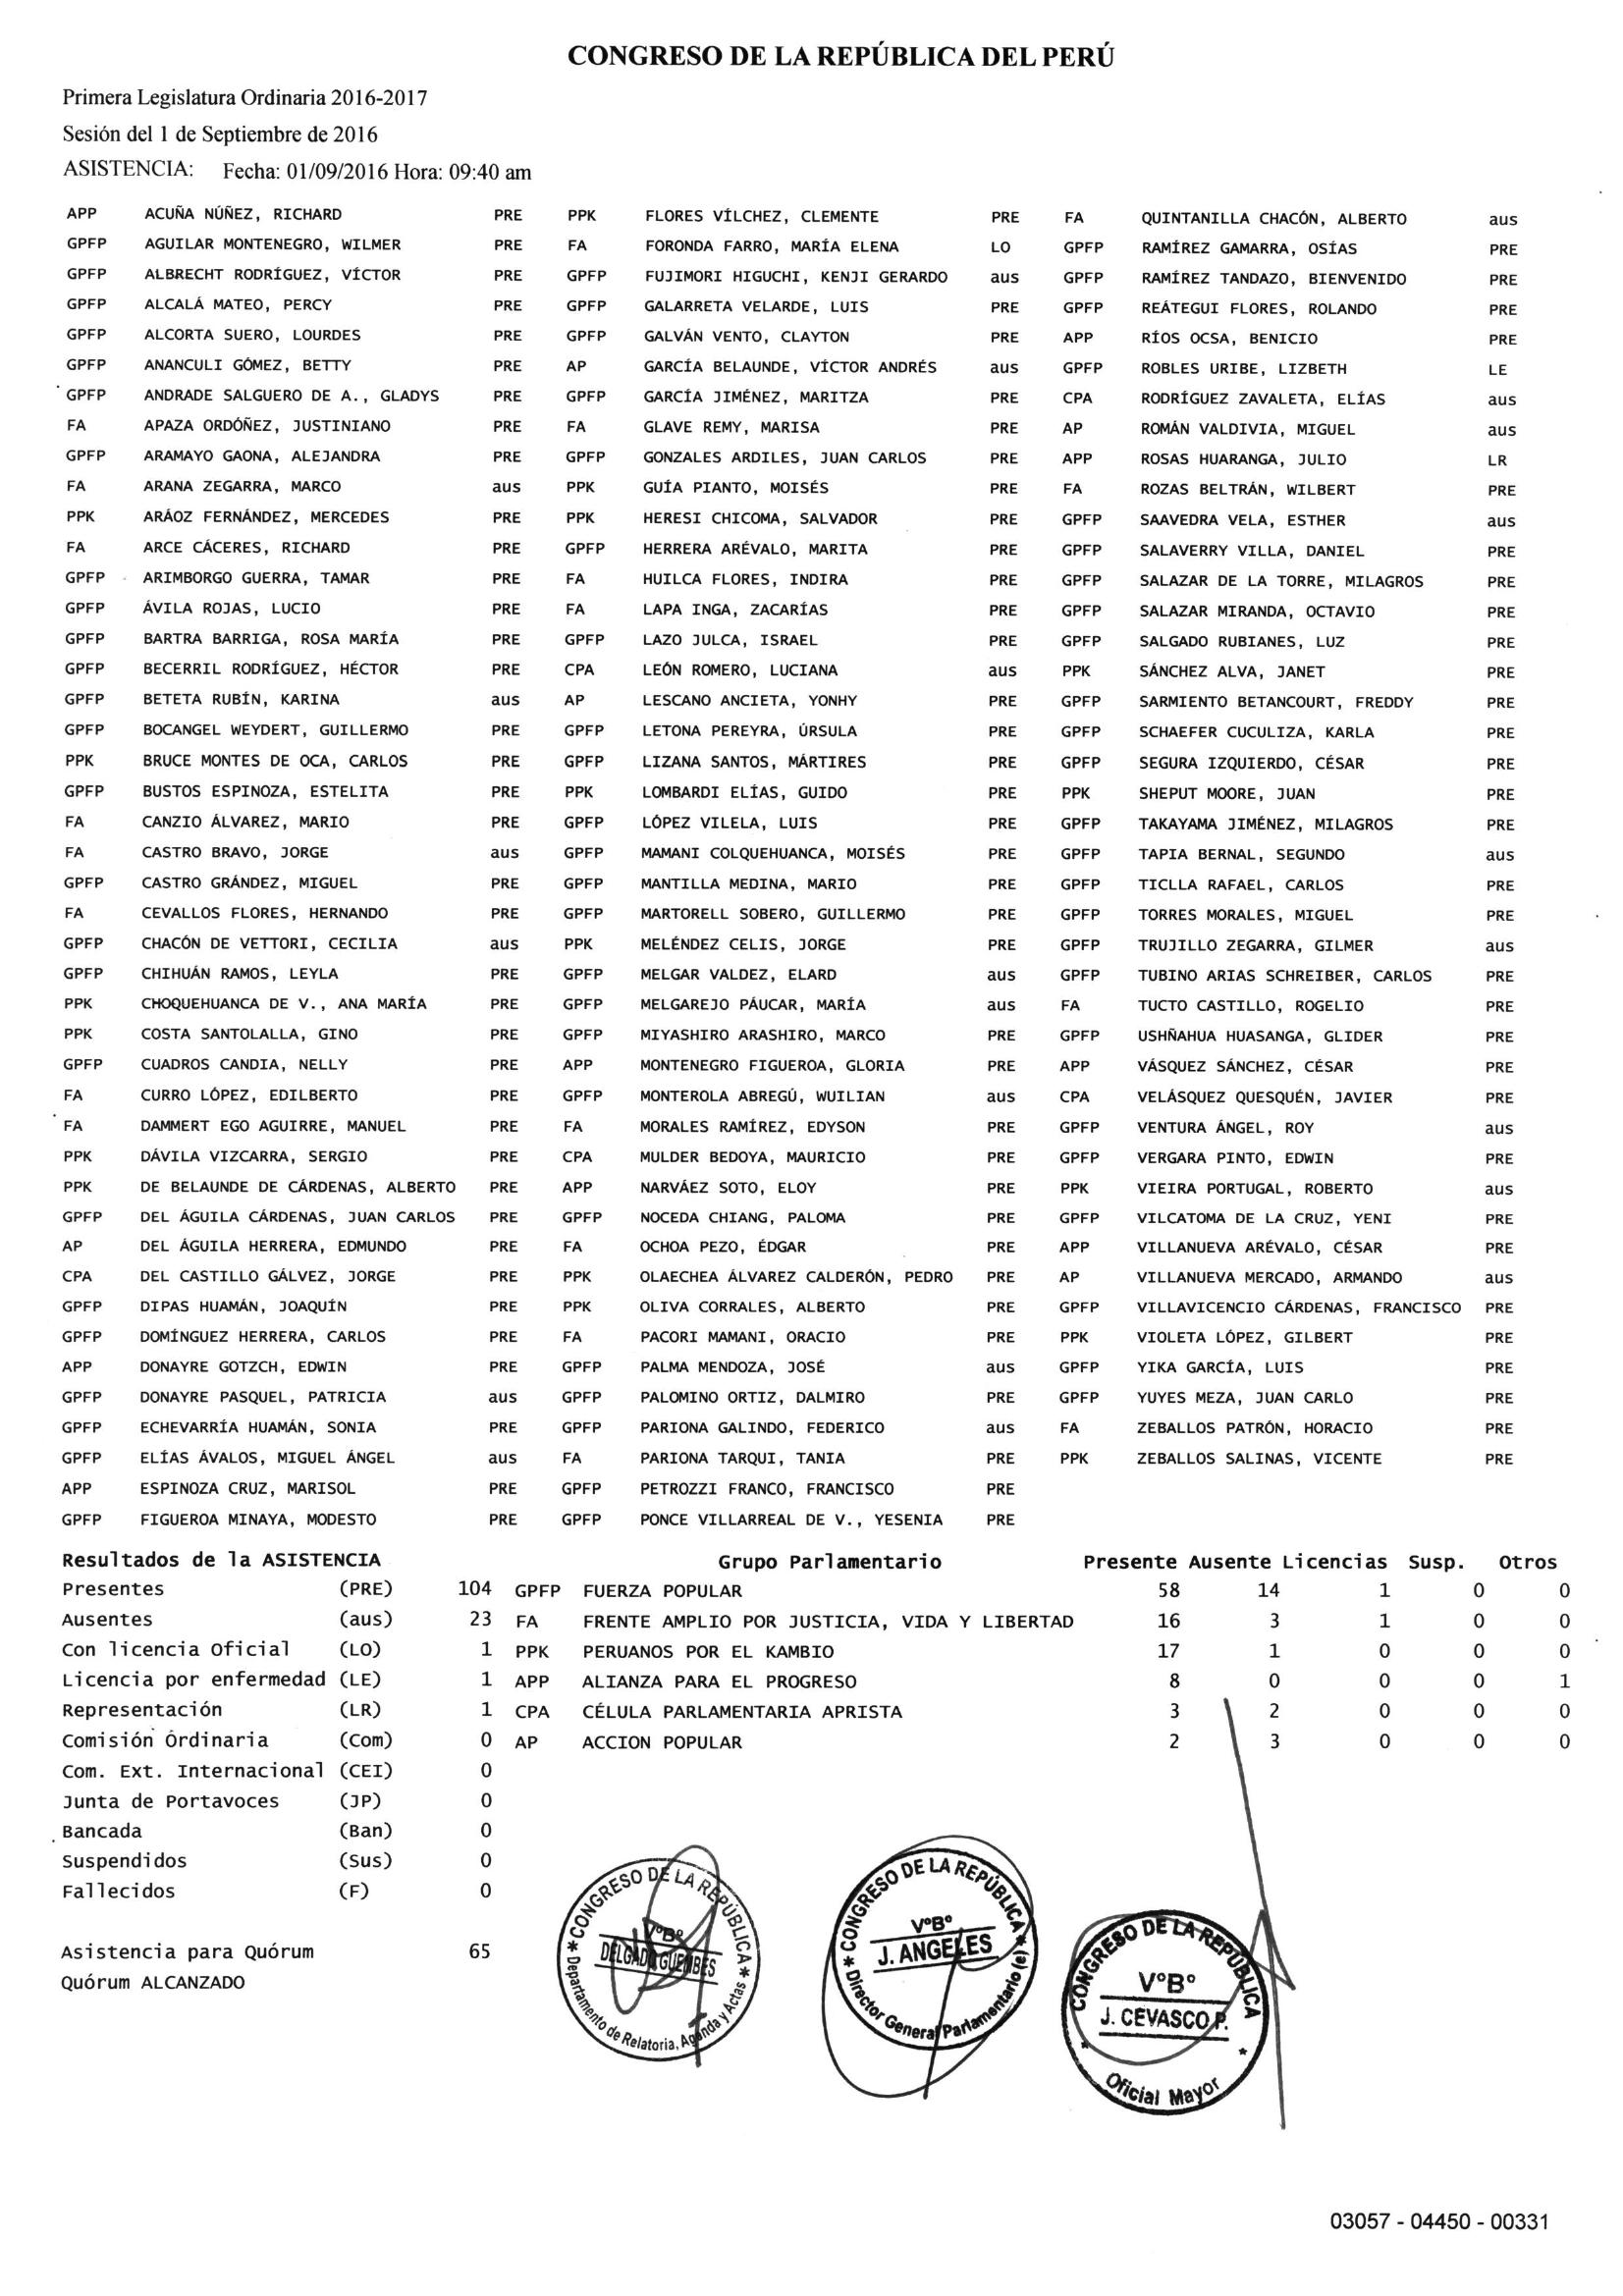 CONGRESO DE LA REPÚBLICA DEL PERÚ
Primera Legislatura Ordinaria 2016-2017
Sesión del 1 de Septiembre de 2016
ASISTENCIA: Fecha: 01/09/2016 Hora: 09:40 am
APP ACUÑA NÚÑEZ, RICHARD PRE PPK FLORES VÍLCHEZ, CLEMENTE PRE FA QUINTANILLA CHACÓN, ALBERTO aus
GPFP AGUILAR MONTENEGRO, WILMER PRE FA FORONDA FARRO, MARÍA ELENA LO GPFP RAMÍREZ GAMARRA, OSÍAS PRE
GPFP ALBRECHT RODRÍGUEZ, VÍCTOR PRE GPFP FUJIMORI HIGUCHI, KENJI GERARDO aus GPFP RAMÍREZ TANDAZO, BIENVENIDO PRE
GPFP ALCALÁ MATEO, PERCY PRE GPFP GALARRETA VELARDE, LUIS PRE GPFP REÁTEGUI FLORES, ROLANDO PRE
GPFP ALCORTA SUERO, LOURDES PRE GPFP GALVÁN VENTO, CLAYTON PRE APP RÍOS OCSA, BENICIO PRE
GPFP ANANCULI GÓMEZ, BETTY PRE AP GARCÍA BELAUNDE, VÍCTOR ANDRÉS aus GPFP ROBLES URIBE, LIZBETH LE
GPFP ANDRADE SALGUERO DE A., GLADYS PRE GPFP GARCÍA JIMÉNEZ, MARITZA PRE CPA RODRÍGUEZ ZAVALETA, ELÍAS aus
FA APAZA ORDÓÑEZ, JUSTINIANO PRE FA GLAVE REMY, MARISA PRE AP ROMÁN VALDIVIA, MIGUEL aus
GPFP ARAMAYO GAONA, ALEJANDRA PRE GPFP GONZALES ARDILES, JUAN CARLOS PRE APP ROSAS HUARANGA, JULIO LR
FA ARANA ZEGARRA, MARCO aus PPK GUÍA PIANTO, MOISÉS PRE FA ROZAS BELTRÁN, WILBERT PRE
PPK ARÁOZ FERNÁNDEZ, MERCEDES PRE PPK HERESI CHICOMA, SALVADOR PRE GPFP SAAVEDRA VELA, ESTHER aus
FA ARCE CÁCERES, RICHARD PRE GPFP HERRERA ARÉVALO, MARITA PRE GPFP SALAVERRY VILLA, DANIEL PRE
GPFP ARIMBORGO GUERRA, TAMAR PRE FA HUILCA FLORES, INDIRA PRE GPFP SALAZAR DE LA TORRE, MILAGROS PRE
GPFP ÁVILA ROJAS, LUCIO PRE FA LAPA INGA, ZACARÍAS PRE GPFP SALAZAR MIRANDA, OCTAVIO PRE
GPFP BARTRA BARRIGA, ROSA MARÍA PRE GPFP LAZO JULCA, ISRAEL PRE GPFP SALGADO RUBIANES, LUZ PRE
GPFP BECERRIL RODRÍGUEZ, HÉCTOR PRE CPA LEÓN ROMERO, LUCIANA aus PPK SÁNCHEZ ALVA, JANET PRE
GPFP BETETA RUBÍN, KARINA aus AP LESCANO ANCIETA, YONHY PRE GPFP SARMIENTO BETANCOURT, FREDDY PRE
GPFP BOCANGEL WEYDERT, GUILLERMO PRE GPFP LETONA PEREYRA, ÚRSULA PRE GPFP SCHAEFER CUCULIZA, KARLA PRE
PPK BRUCE MONTES DE OCA, CARLOS PRE GPFP LIZANA SANTOS, MÁRTIRES PRE GPFP SEGURA IZQUIERDO, CÉSAR PRE
GPFP BUSTOS ESPINOZA, ESTELITA PRE PPK LOMBARDI ELÍAS, GUIDO PRE PPK SHEPUT MOORE, JUAN PRE
FA CANZIO ÁLVAREZ, MARIO PRE GPFP LÓPEZ VILELA, LUIS PRE GPFP TAKAYAMA JIMÉNEZ, MILAGROS PRE
FA CASTRO BRAVO, JORGE aus GPFP MAMANI COLQUEHUANCA, MOISÉS PRE GPFP TAPIA BERNAL, SEGUNDO aus
GPFP CASTRO GRÁNDEZ, MIGUEL PRE GPFP MANTILLA MEDINA, MARIO PRE GPFP TICLLA RAFAEL, CARLOS PRE
FA CEVALLOS FLORES, HERNANDO PRE GPFP MARTORELL SOBERO, GUILLERMO PRE GPFP TORRES MORALES, MIGUEL PRE
GPFP CHACÓN DE VETTORI, CECILIA aus PPK MELÉNDEZ CELIS, JORGE PRE GPFP TRUJILLO ZEGARRA, GILMER aus
GPFP CHIHUÁN RAMOS, LEYLA PRE GPFP MELGAR VALDEZ, ELARD aus GPFP TUBINO ARIAS SCHREIBER, CARLOS PRE
PPK CHOQUEHUANCA DE V., ANA MARÍA PRE GPFP MELGAREJO PÁUCAR, MARÍA aus FA TUCTO CASTILLO, ROGELIO PRE
PPK COSTA SANTOLALLA, GINO PRE GPFP MIYASHIRO ARASHIRO, MARCO PRE GPFP USHÑAHUA HUASANGA, GLIDER PRE
GPFP CUADROS CANDIA, NELLY PRE APP MONTENEGRO FIGUEROA, GLORIA PRE APP VÁSQUEZ SÁNCHEZ, CÉSAR PRE
FA CURRO LÓPEZ, EDILBERTO PRE GPFP MONTEROLA ABREGÚ, WUILIAN aus CPA VELÁSQUEZ QUESQUÉN, JAVIER PRE
FA DAMMERT EGO AGUIRRE, MANUEL PRE FA MORALES RAMÍREZ, EDYSON PRE GPFP VENTURA ÁNGEL, ROY aus
PPK DÁVILA VIZCARRA, SERGIO PRE CPA MULDER BEDOYA, MAURICIO PRE GPFP VERGARA PINTO, EDWIN PRE
PPK DE BELAUNDE DE CÁRDENAS, ALBERTO PRE APP NARVÁEZ SOTO, ELOY PRE PPK VIEIRA PORTUGAL, ROBERTO aus
GPFP DEL ÁGUILA CÁRDENAS, JUAN CARLOS PRE GPFP NOCEDA CHIANG, PALOMA PRE GPFP VILCATOMA DE LA CRUZ, YENI PRE
AP DEL ÁGUILA HERRERA, EDMUNDO PRE FA OCHOA PEZO, ÉDGAR PRE APP VILLANUEVA ARÉVALO, CÉSAR PRE
CPA DEL CASTILLO GÁLVEZ, JORGE PRE PPK OLAECHEA ÁLVAREZ CALDERÓN, PEDRO PRE AP VILLANUEVA MERCADO, ARMANDO aus
GPFP DIPAS HUAMÁN, JOAQUÍN PRE PPK OLIVA CORRALES, ALBERTO PRE GPFP VILLAVICENCIO CÁRDENAS, FRANCISCO PRE
GPFP DOMÍNGUEZ HERRERA, CARLOS PRE FA PACORI MAMANI, ORACIO PRE PPK VIOLETA LÓPEZ, GILBERT PRE
APP DONAYRE GOTZCH, EDWIN PRE GPFP PALMA MENDOZA, JOSÉ aus GPFP YIKA GARCÍA, LUIS PRE
GPFP DONAYRE PASQUEL, PATRICIA aus GPFP PALOMINO ORTIZ, DALMIRO PRE GPFP YUYES MEZA, JUAN CARLO PRE
GPFP ECHEVARRÍA HUAMÁN, SONIA PRE GPFP PARIONA GALINDO, FEDERICO aus FA ZEBALLOS PATRÓN, HORACIO PRE
GPFP ELÍAS ÁVALOS, MIGUEL ÁNGEL aus FA PARIONA TARQUI, TANIA PRE PPK ZEBALLOS SALINAS, VICENTE PRE
APP ESPINOZA CRUZ, MARISOL PRE GPFP PETROZZI FRANCO, FRANCISCO PRE
GPFP FIGUEROA MINAYA, MODESTO PRE GPFP PONCE VILLARREAL DE V., YESENIA PRE
Resultados de la ASISTENCIA Grupo Parlamentario Presente Ausente Licencias Susp. Otros
Presentes (PRE) 104 GPFP FUERZA POPULAR 58 14 1 0 0
Ausentes (aus) 23 FA FRENTE AMPLIO POR JUSTICIA, VIDA Y LIBERTAD 16 3 1 0 0
Con licencia Oficial (LO) 1 PPK PERUANOS POR EL KAMBIO 17 1 0 0 0
Licencia por enfermedad (LE) 1 APP ALIANZA PARA EL PROGRESO 8 0 0 0 1
Representación (LR) 1 CPA CÉLULA PARLAMENTARIA APRISTA 3 2 0 0 0
Comisión Ordinaria (Com) 0 AP ACCION POPULAR 2 3 0 0 0
Com. Ext. Internacional (CEI) 0
Junta de Portavoces (JP) 0
Bancada (Ban) 0
Suspendidos (Sus) 0
Fallecidos (F) 0
Asistencia para Quórum 65
Quórum ALCANZADO
CONGRESO DE LA REPÚBLICA
V°B°
DELGADO GUEMBES
Departamento de Relatoria, Agenda y Actas
CONGRESO DE LA REPÚBLICA
V°B°
J. ANGELES
Director General Parlamentario (e)
CONGRESO DE LA REPUBLICA
V°B°
J. CEVASCO P.
Oficial Mayor
03057 - 04450 - 00331